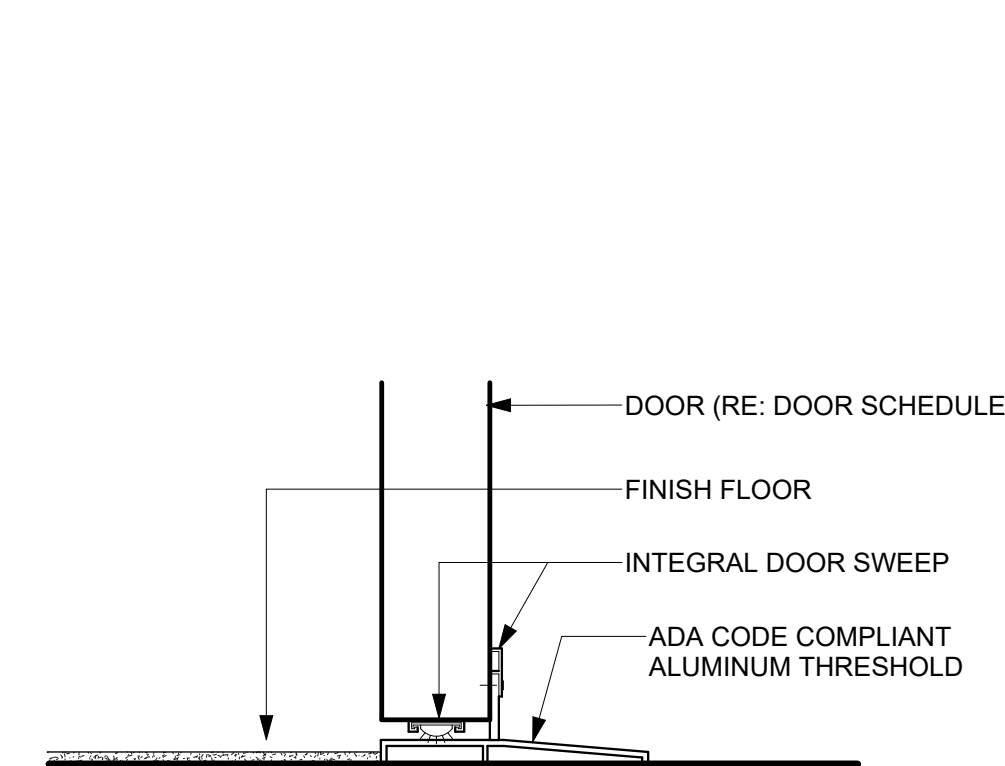 DOOR (RE: DOOR SCHEDULE
FINISH FLOOR
INTEGRAL DOOR SWEEP
ADA CODE COMPLIANT
ALUMINUM THRESHOLD